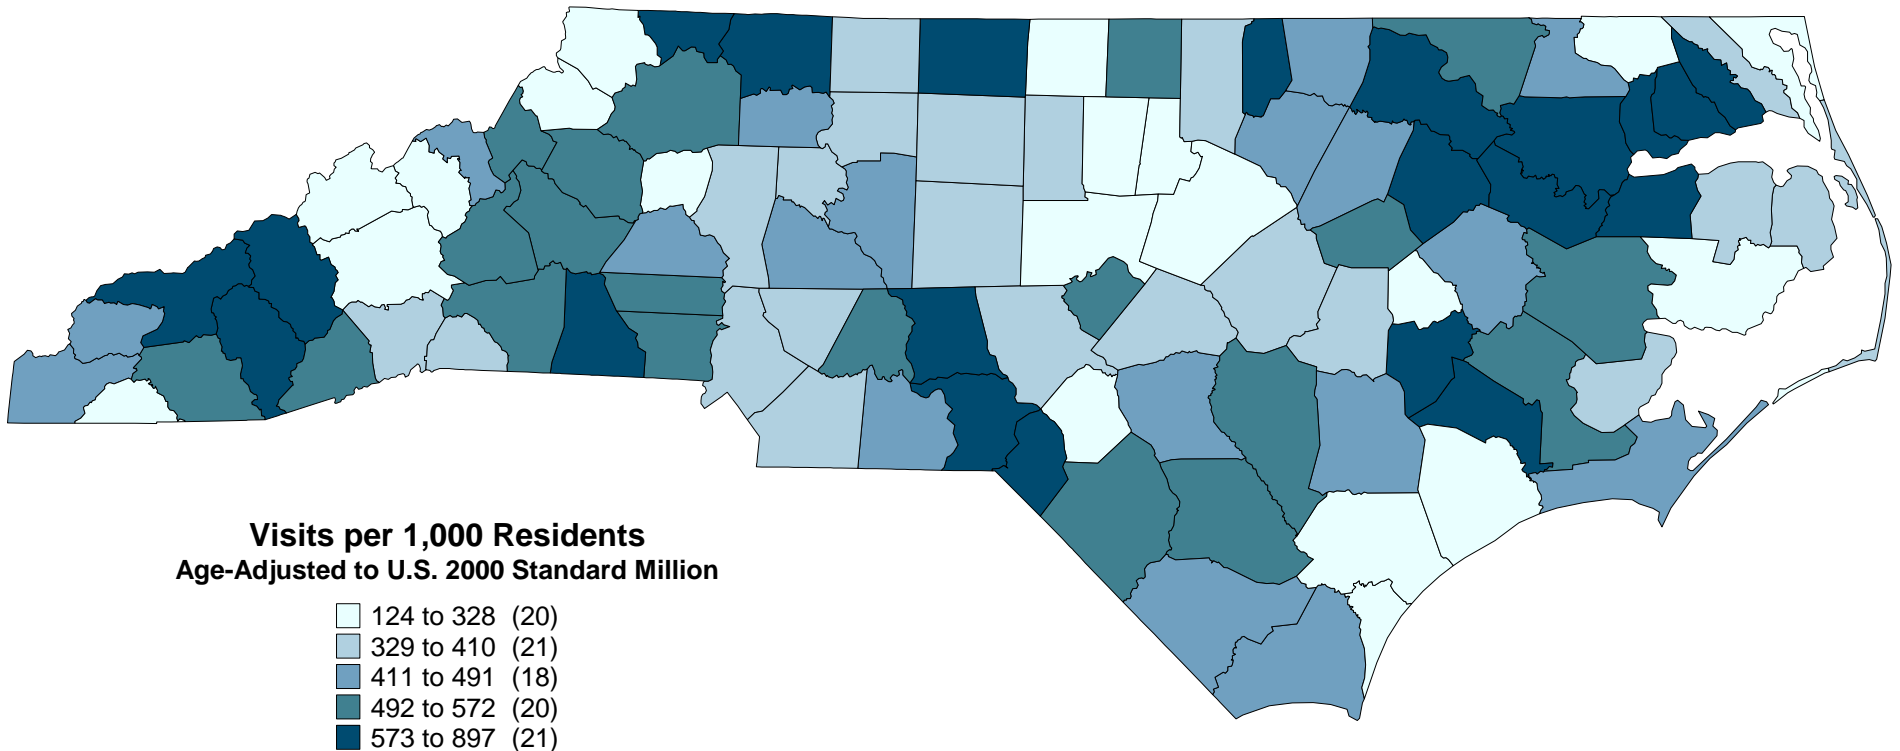 Visits per 1,000 Residents
Age-Adjusted to U.S. 2000 Standard Million
124 to 328 (20)
329 to 410 (21)
411 to 491 (18)
492 to 572 (20)
573 to 897 (21)